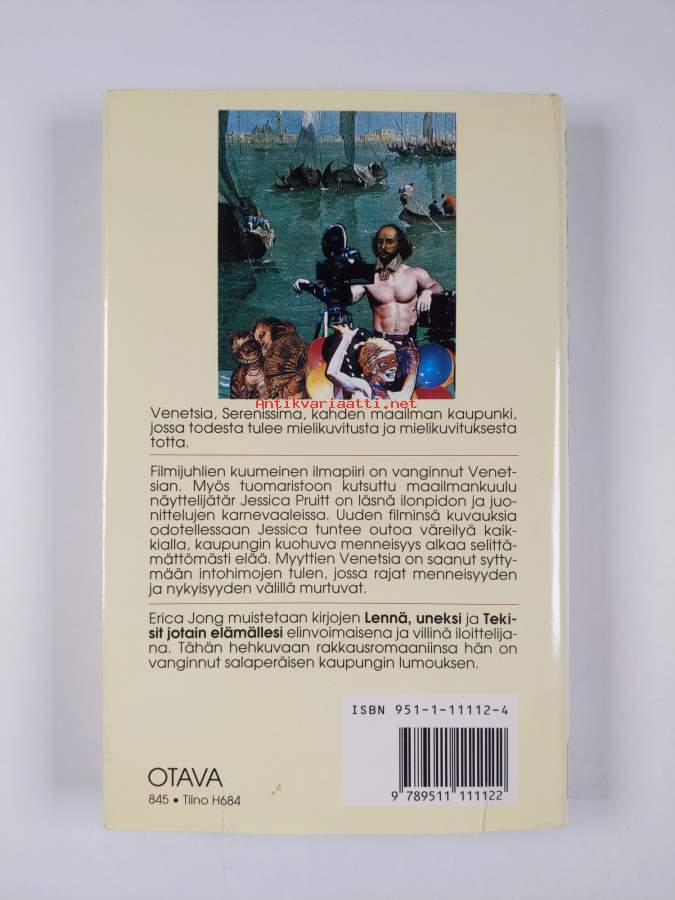 Antikvariaatti.net
Venetsia, Serenissima, kahden maailman kaupunki,
jossa todesta tulee mielikuvitusta ja mielikuvituksesta
totta.
Filmijuhlien kuumeinen ilmapiiri on vanginnut Venet-
sian. Myös tuomaristoon kutsuttu maailmankuulu
näyttelijätär Jessica Pruitt on läsnä ilonpidon ja juo-
nittelujen karnevaaleissa. Uuden filminsä kuvauksia
odotellessaan Jessica tuntee outoa väreilyä kaik-
kialla, kaupungin kuohuva menneisyys alkaa selittä-
mättömästi elää. Myyttien Venetsia on saanut sytty-
mään intohimojen tulen, jossa rajat menneisyyden
ja nykyisyyden välillä murtuvat.
Erica Jong muistetaan kirjojen Lennä, uneksi ja Teki-
sit jotain elämällesi elinvoimaisena ja villinä iloittelija-
na. Tähän hehkuvaan rakkausromaaniinsa hän on
vanginnut salaperäisen kaupungin lumouksen.
ISBN 951-1-11112-4
9 789511 111122
OTAVA
845 • Tilno H684